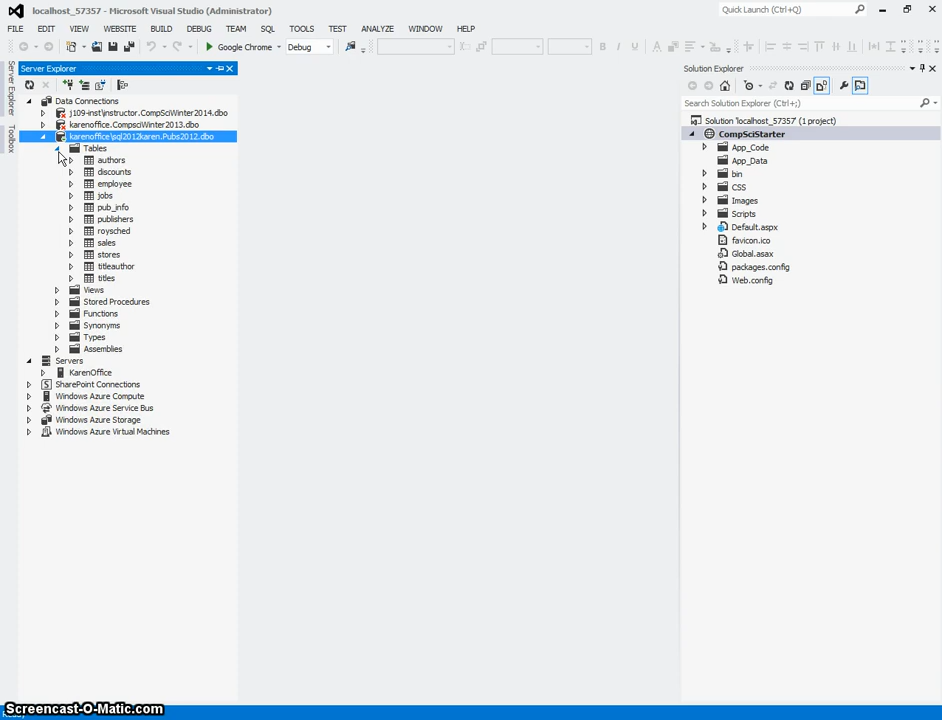 localhost_57357 - Microsoft Visual Studio (Administrator)
Quick Launch (Ctrl+Q)
FILE EDIT VIEW WEBSITE BUILD DEBUG TEAM SQL TOOLS TEST ANALYZE WINDOW HELP
Google Chrome Debug
Server Explorer
Toolbox
Server Explorer
Data Connections
j109-inst\instructor.CompSciWinter2014.dbo
karenoffice.CompsciWinter2013.dbo
karenoffice\sql2012karen.Pubs2012.dbo
Tables
authors
discounts
employee
jobs
pub_info
publishers
roysched
sales
stores
titleauthor
titles
Views
Stored Procedures
Functions
Synonyms
Types
Assemblies
Servers
KarenOffice
SharePoint Connections
Windows Azure Compute
Windows Azure Service Bus
Windows Azure Storage
Windows Azure Virtual Machines
Solution Explorer
Search Solution Explorer (Ctrl+;)
Solution 'localhost_57357' (1 project)
CompSciStarter
App_Code
App_Data
bin
CSS
Images
Scripts
Default.aspx
favicon.ico
Global.asax
packages.config
Web.config
Screencast-O-Matic.com